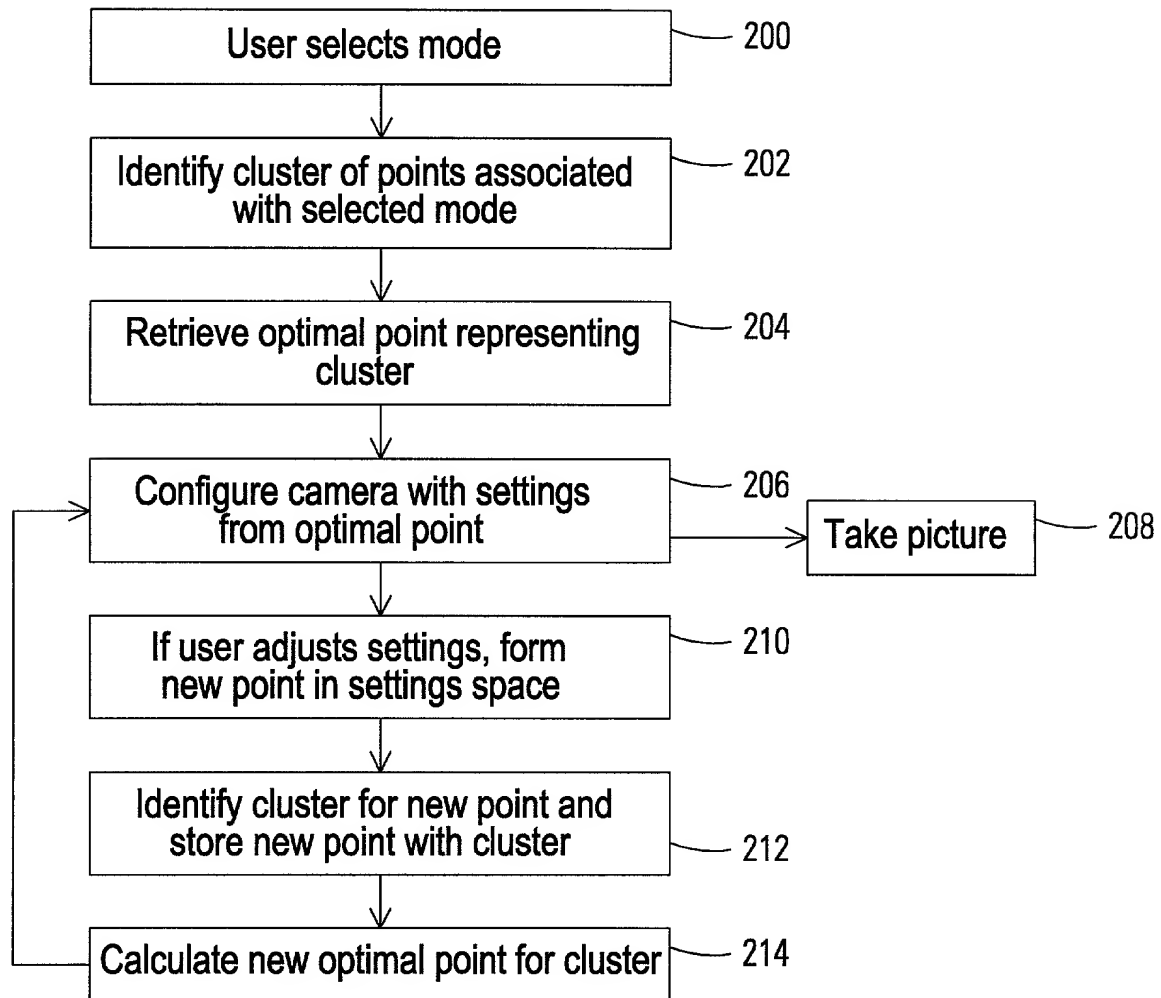 User selects mode
200
Identify cluster of points associated
with selected mode
202
Retrieve optimal point representing
cluster
204
Configure camera with settings
from optimal point
206
Take picture
208
If user adjusts settings, form
new point in settings space
210
Identify cluster for new point and
store new point with cluster
212
Calculate new optimal point for cluster
214